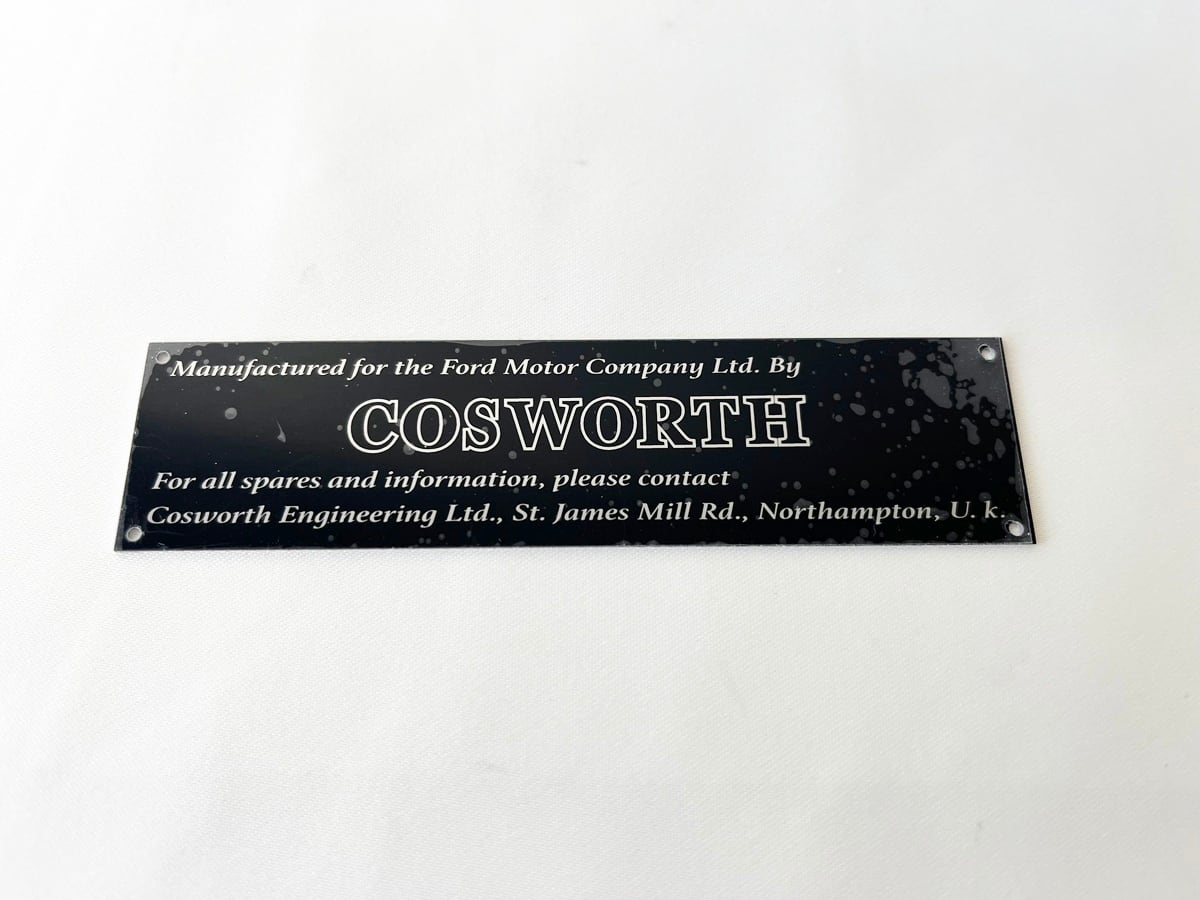 Manufactured for the Ford Motor Company Ltd. By
COSWORTH
For all spares and information, please contact
Cosworth Engineering Ltd., St. James Mill Rd., Northampton, U. k.